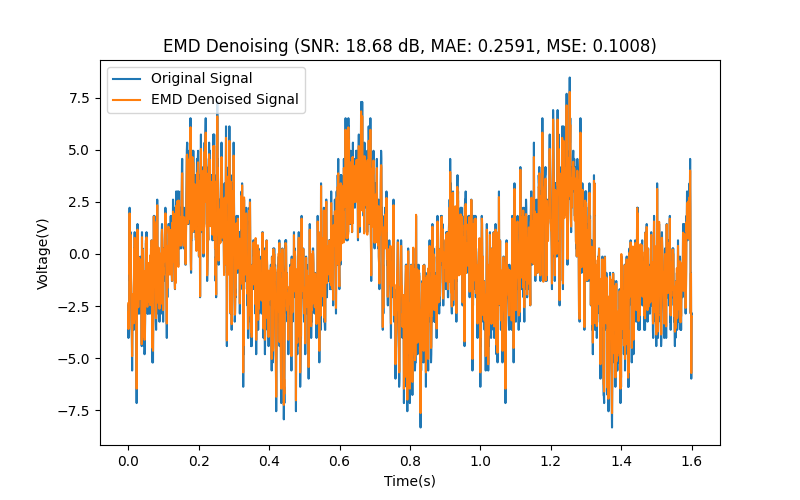 EMD Denoising (SNR: 18.68 dB, MAE: 0.2591, MSE: 0.1008)
Original Signal
EMD Denoised Signal
7.5
5.0
2.5
0.0
−2.5
−5.0
−7.5
Voltage(V)
0.0 0.2 0.4 0.6 0.8 1.0 1.2 1.4 1.6
Time(s)